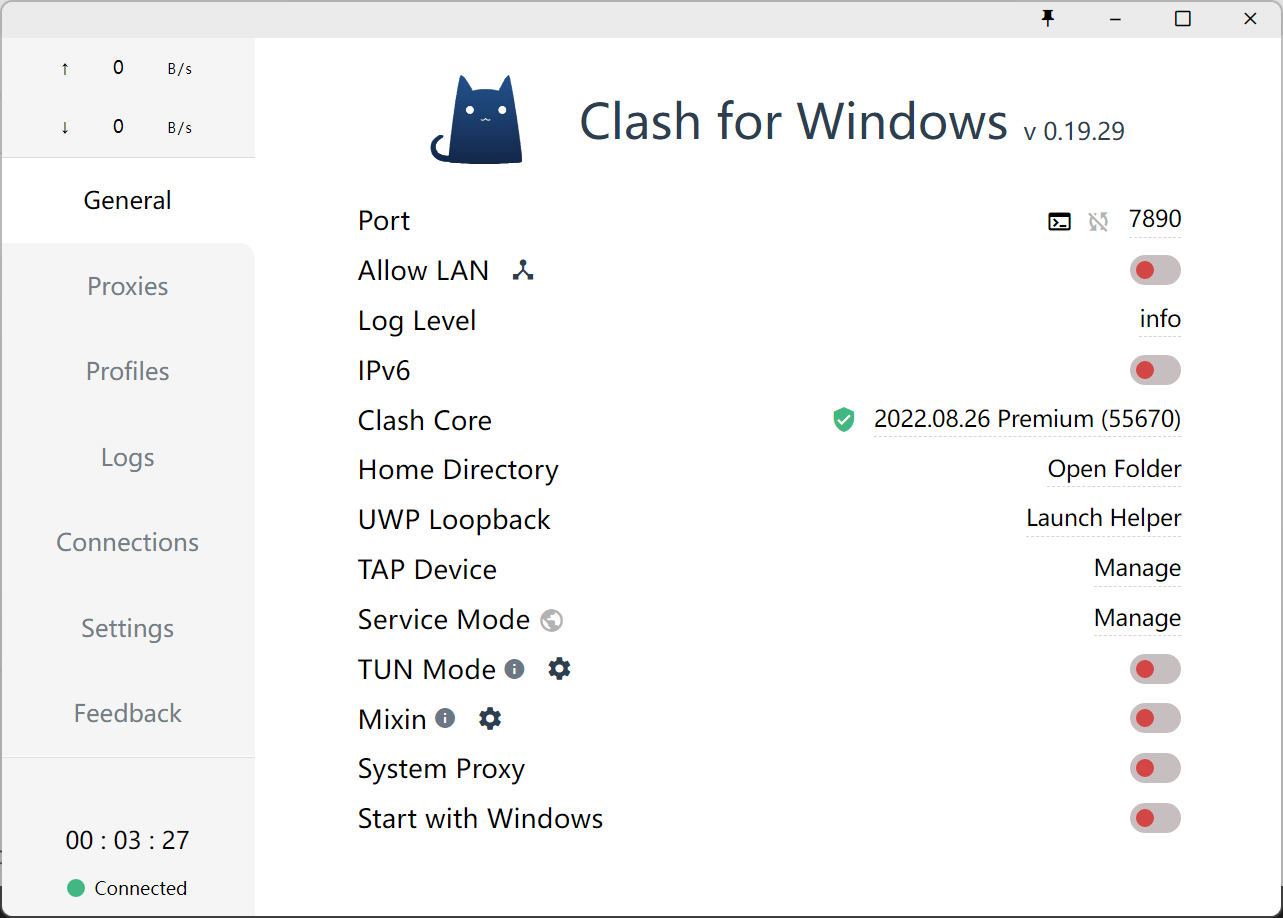 ↑ 0 B/s
↓ 0 B/s
General
Proxies
Profiles
Logs
Connections
Settings
Feedback
00 : 03 : 27
Connected
Clash for Windows v 0.19.29
Port 7890
Allow LAN
Log Level info
IPv6
Clash Core 2022.08.26 Premium (55670)
Home Directory Open Folder
UWP Loopback Launch Helper
TAP Device Manage
Service Mode Manage
TUN Mode
Mixin
System Proxy
Start with Windows